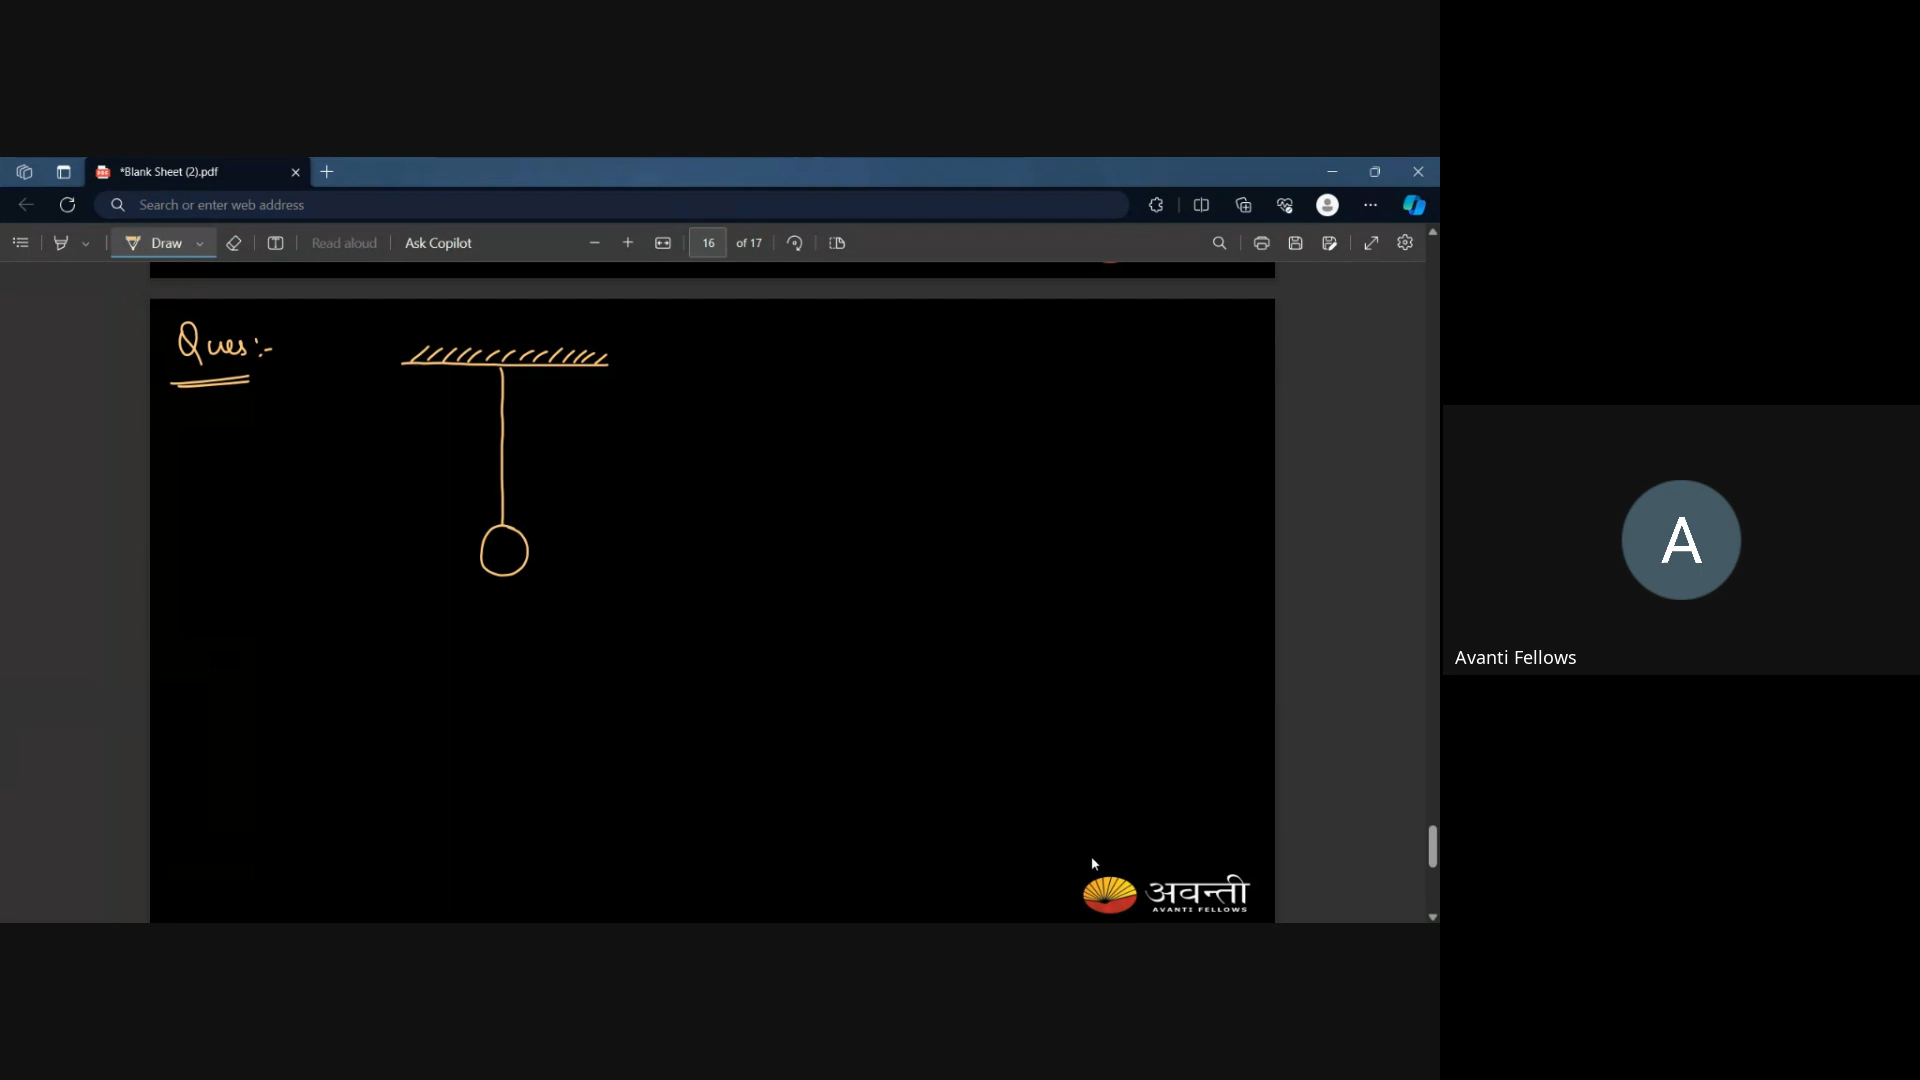 *Blank Sheet (2).pdf
Search or enter web address
Draw
Read aloud
Ask Copilot
16
of 17
Ques:-
अवन्ती
AVANTI FELLOWS
A
Avanti Fellows